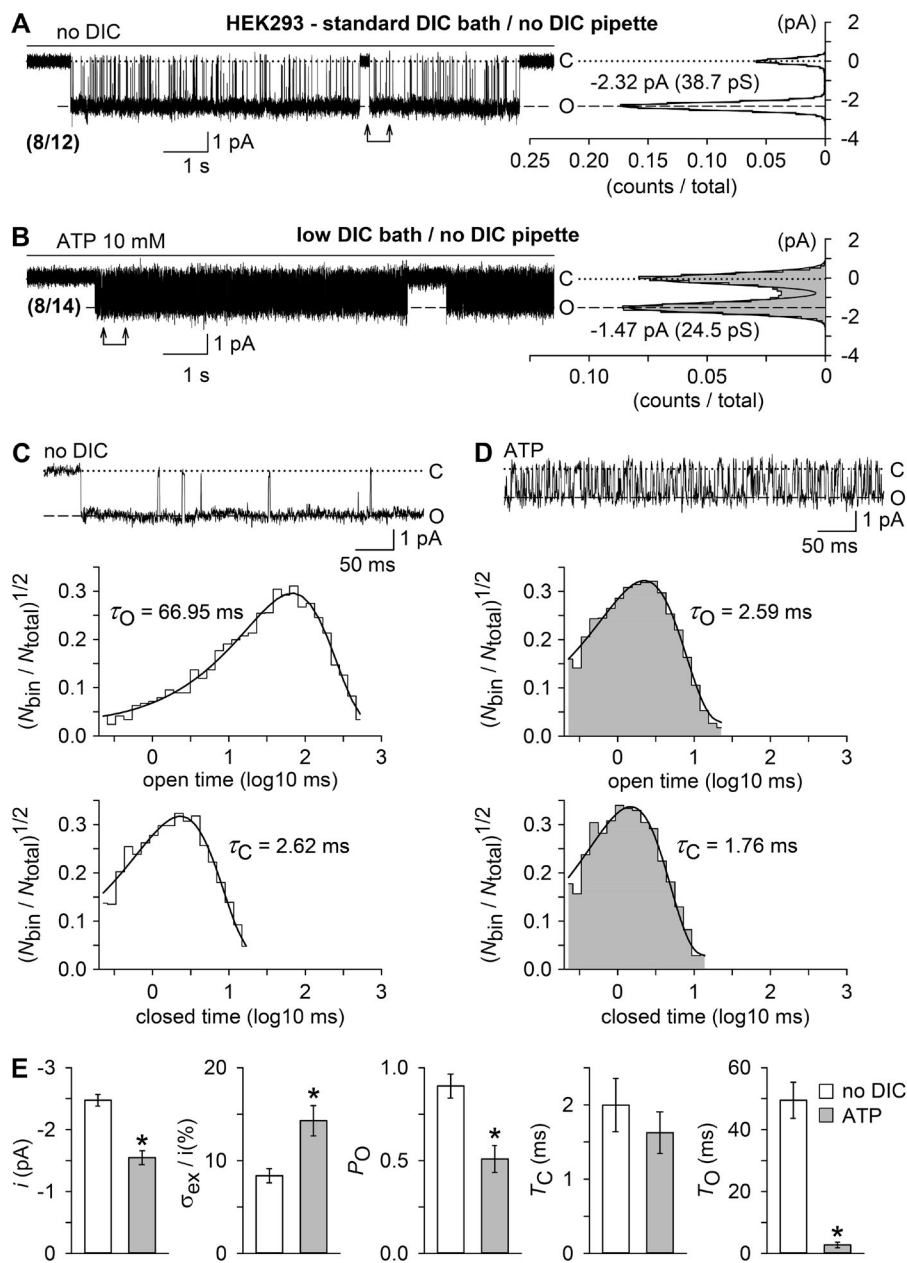 A
HEK293 - standard DIC bath / no DIC pipette
no DIC
(pA)
2
C
0
-2.32 pA (38.7 pS)
O
-2
-4
(8/12)
1 pA
1 s
0.25 0.20 0.15 0.10 0.05 0
(counts / total)
B
low DIC bath / no DIC pipette
ATP 10 mM
(pA)
2
C
0
(8/14)
O
-1.47 pA (24.5 pS)
-2
-4
1 pA
1 s
0.10 0.05 0
(counts / total)
C
no DIC
C
O
1 pA
50 ms
(Nbin / Ntotal)1/2
0.3
0.2
0.1
0.0
τO = 66.95 ms
0 1 2 3
open time (log10 ms)
(Nbin / Ntotal)1/2
0.3
0.2
0.1
0.0
τC = 2.62 ms
0 1 2 3
closed time (log10 ms)
D
ATP
C
O
1 pA
50 ms
(Nbin / Ntotal)1/2
0.3
0.2
0.1
0.0
τO = 2.59 ms
0 1 2 3
open time (log10 ms)
(Nbin / Ntotal)1/2
0.3
0.2
0.1
0.0
τC = 1.76 ms
0 1 2 3
closed time (log10 ms)
E
i (pA)
-3
-2
-1
0
*
σex / i(%)
20
10
0
*
PO
1.0
0.5
0.0
*
TC (ms)
2
1
0
TO (ms)
60
40
20
0
*
no DIC
ATP